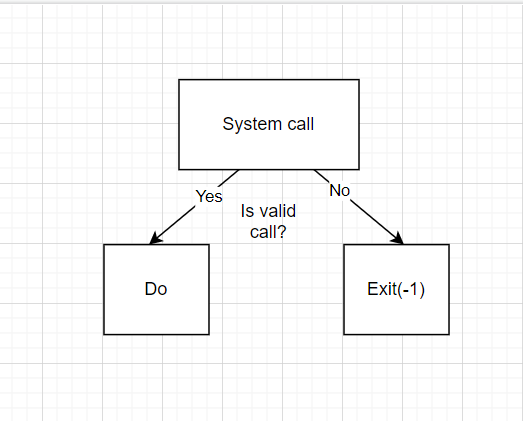 System call
Yes
No
Is valid
call?
Do
Exit(-1)